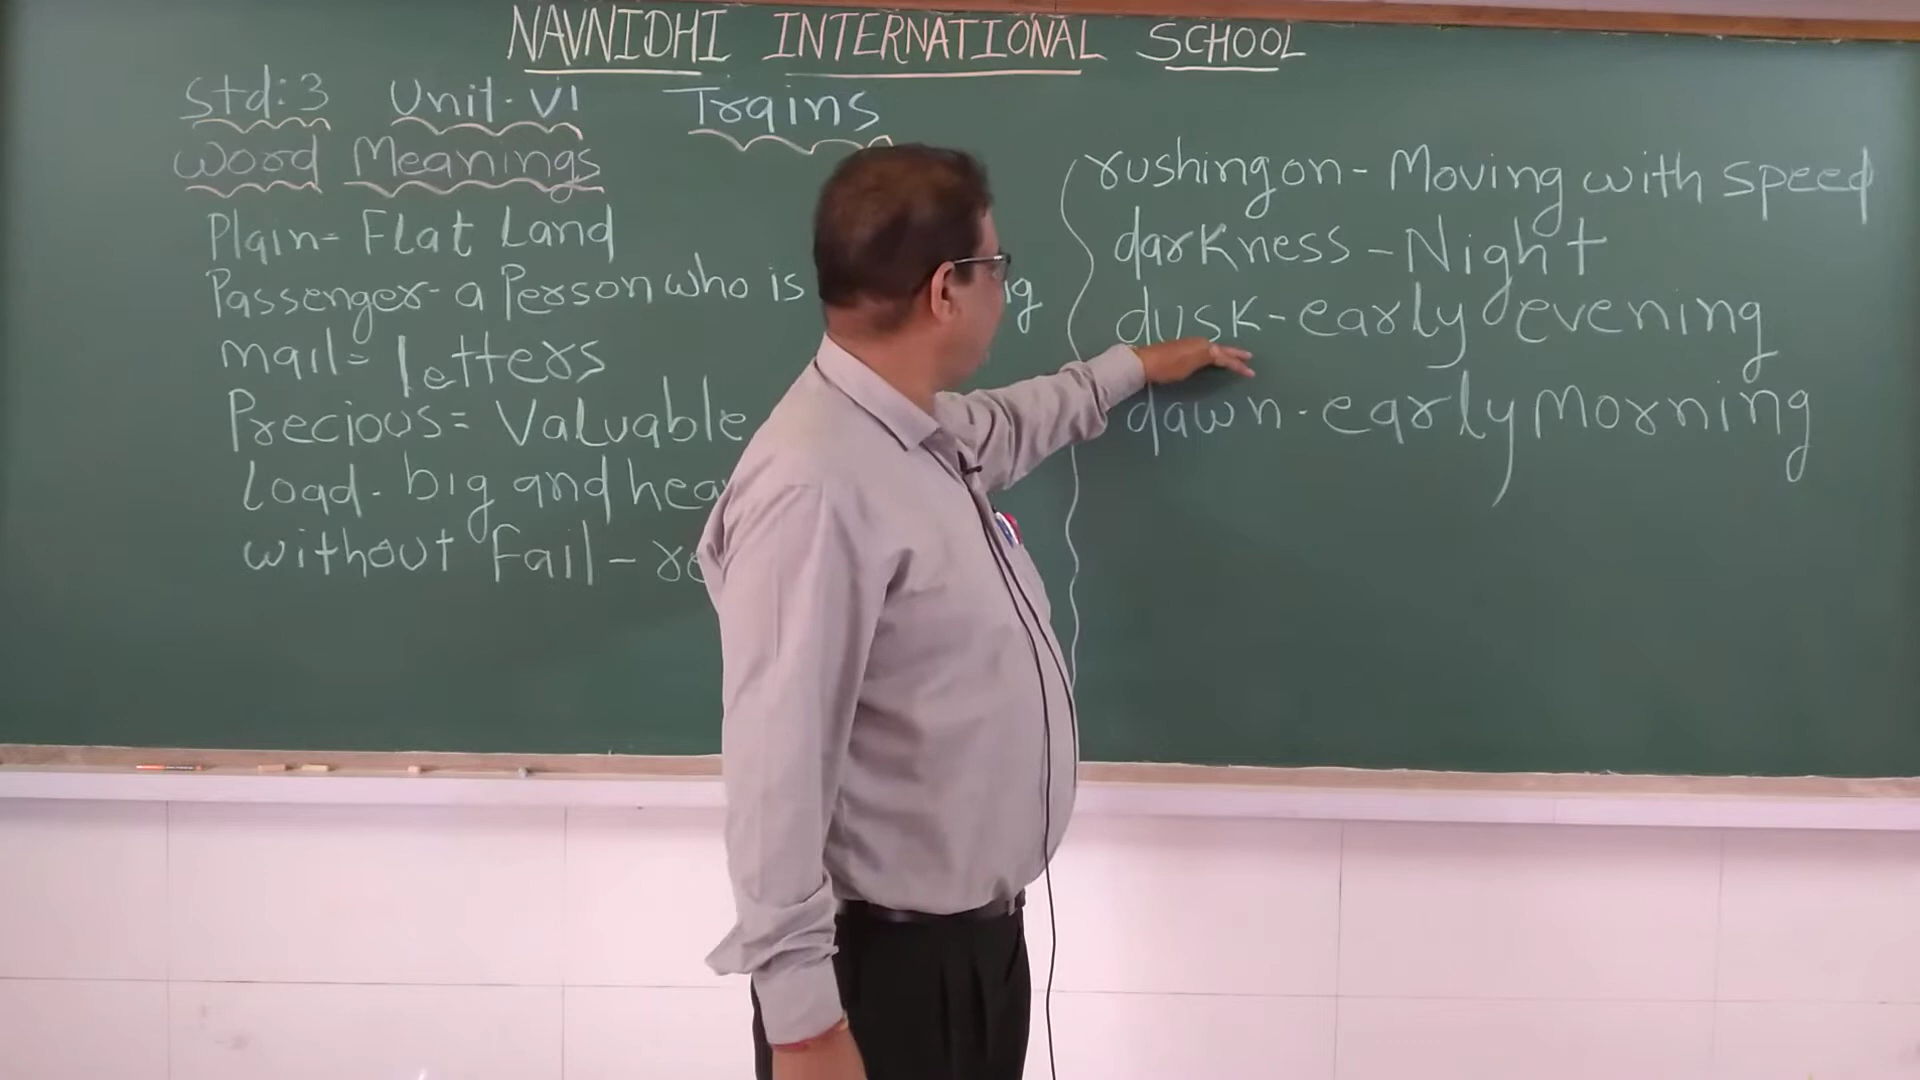 NAVNIDHI INTERNATIONAL SCHOOL
Std: 3 Unit - VI Trains
Word Meanings
Plain = Flat Land
Passenger - a Person who is
mail = letters
Precious = Valuable
Load - big and
without Fail -
rushing on - Moving with speed
darkness - Night
dusk - early evening
dawn - early morning